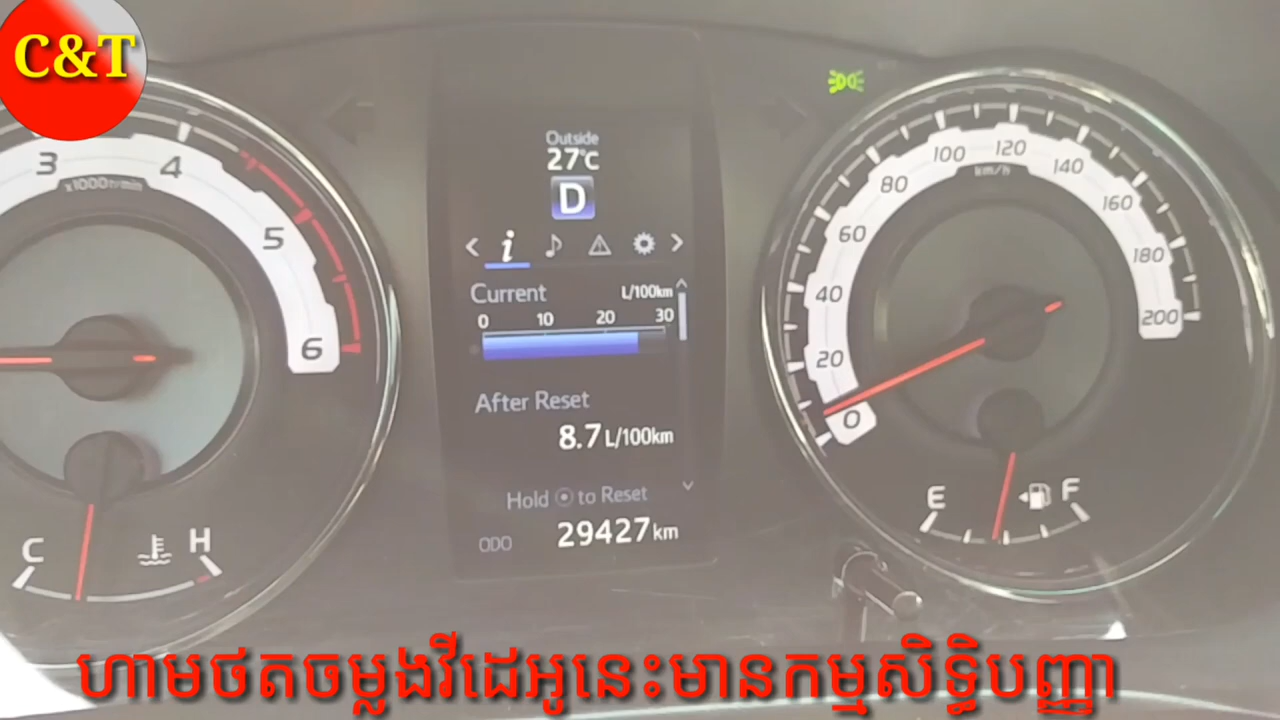 C&T
3
4
x1000r/min
5
6
C
H
Outside
27°C
D
i
Current L/100km
0 10 20 30
After Reset
8.7 L/100km
Hold to Reset
ODO 29427 km
0
20
40
60
80
100
120
140
160
180
200
km/h
E
F
ហាមថតចម្លងវីដេអូនេះមានកម្មសិទ្ធិបញ្ញា